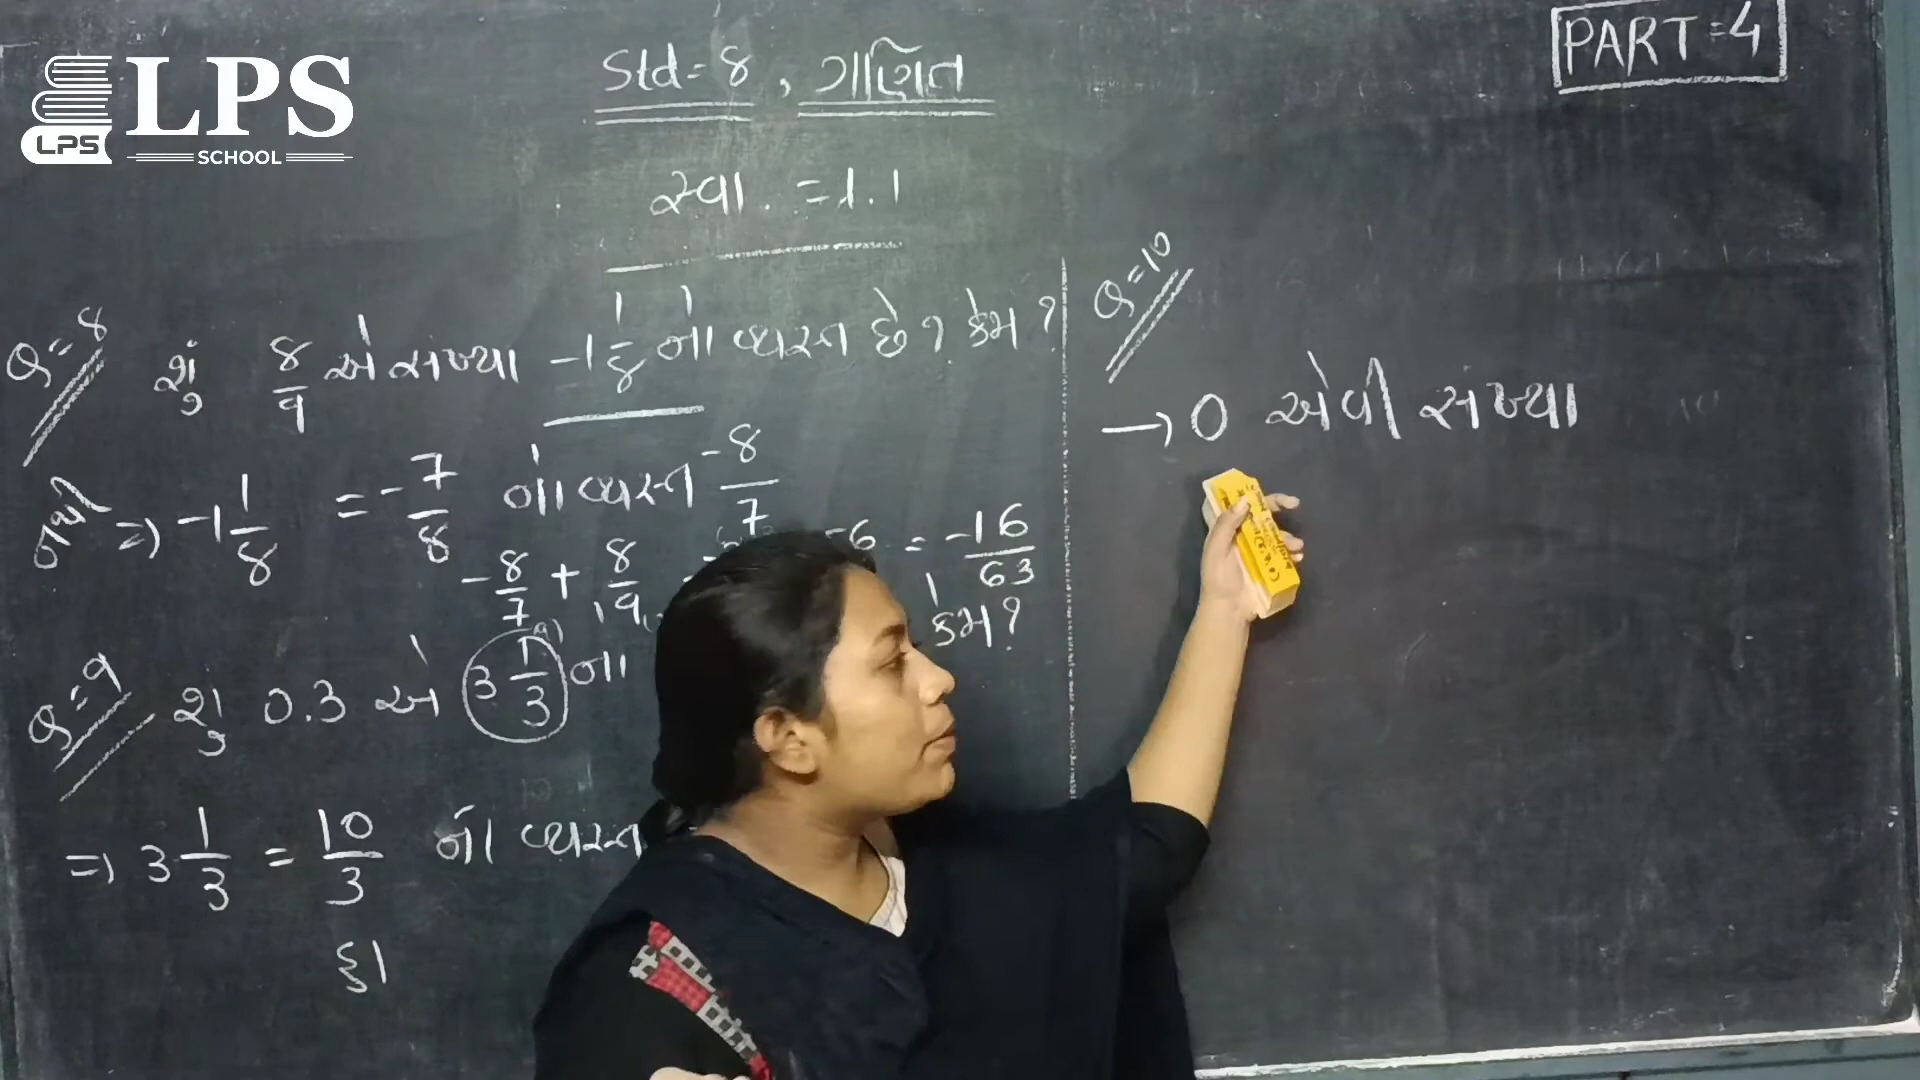 LPS
LPS
SCHOOL
Std=8, ગણિત
PART=4
સ્વા. =1.1
Q=8
શું 8/9 એ સંખ્યા -1 1/8 નો વ્યસ્ત છે? કેમ?
નથી => -1 1/8 = -7/8 નો વ્યસ્ત -8/7
-8/7 + 8/9 = -16/63
Q=9
શું 0.3 એ 3 1/3 નો કેમ?
=> 3 1/3 = 10/3 નો વ્યસ્ત
હા
Q=10
→ 0 એવી સંખ્યા